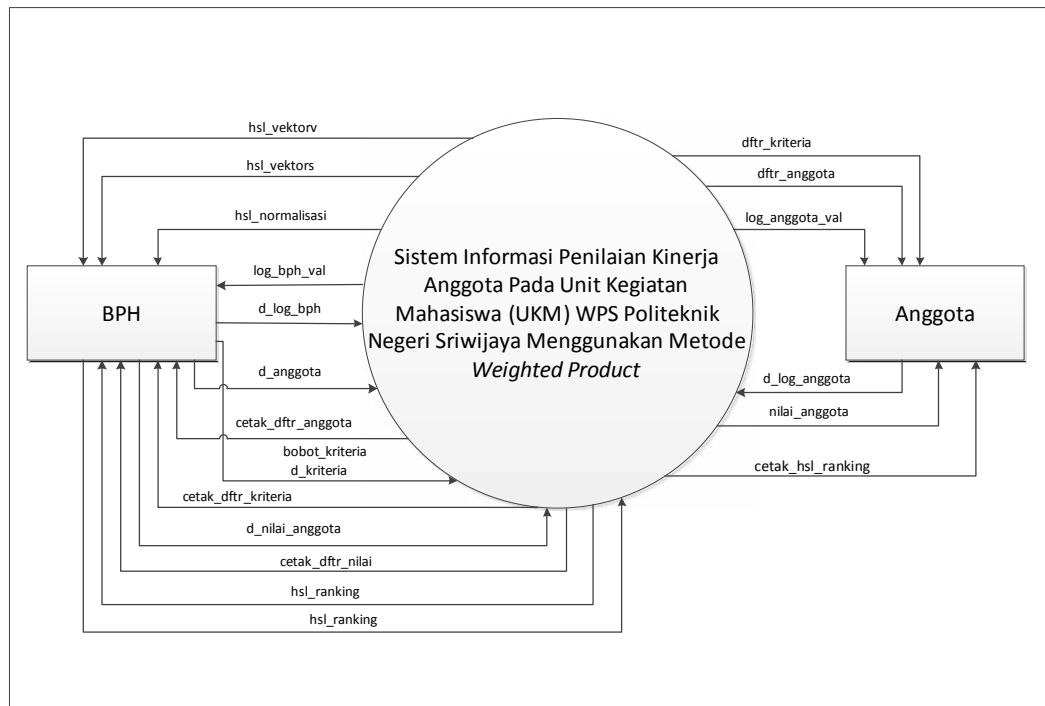 hsl_vektorv
dftr_kriteria
hsl_vektors
dftr_anggota
hsl_normalisasi
log_anggota_val
log_bph_val
BPH
d_log_bph
Sistem Informasi Penilaian Kinerja
Anggota Pada Unit Kegiatan
Mahasiswa (UKM) WPS Politeknik
Negeri Sriwijaya Menggunakan Metode
Weighted Product
Anggota
d_anggota
d_log_anggota
cetak_dftr_anggota
nilai_anggota
bobot_kriteria
d_kriteria
cetak_hsl_ranking
cetak_dftr_kriteria
d_nilai_anggota
cetak_dftr_nilai
hsl_ranking
hsl_ranking